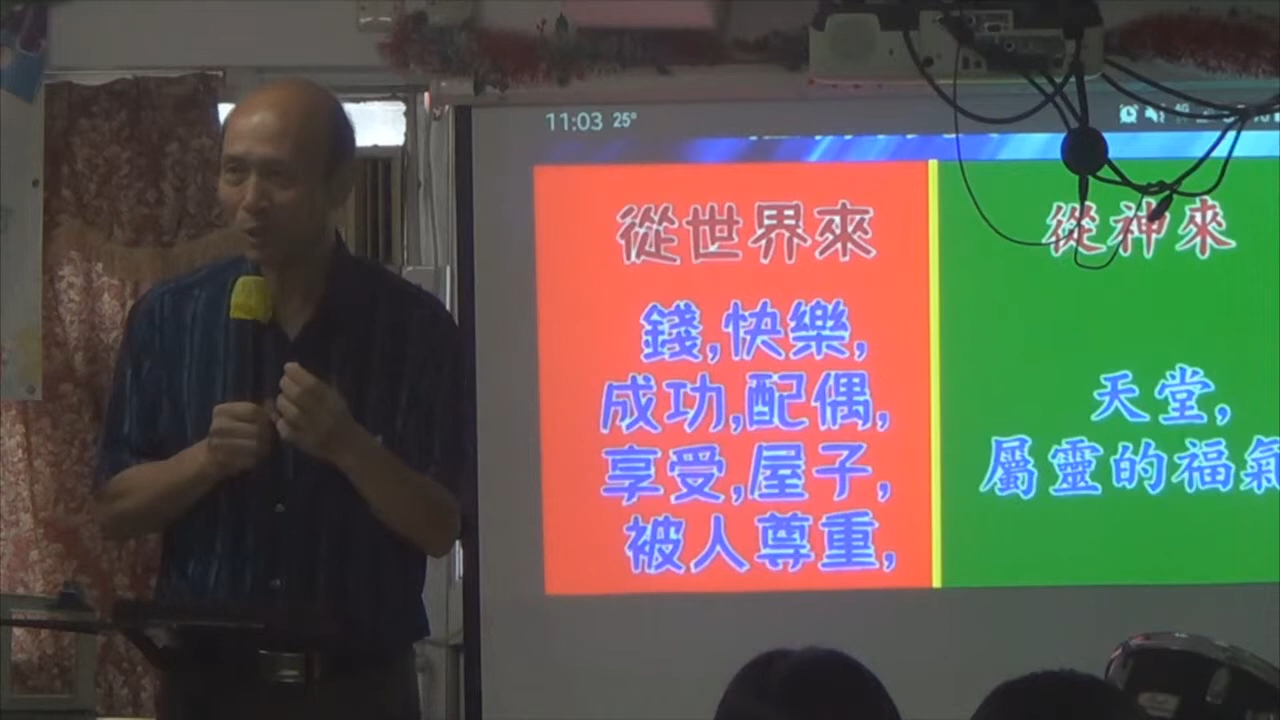 11:03 25°
從世界來
錢,快樂,
成功,配偶,
享受,屋子,
被人尊重,
從神來
天堂,
屬靈的福氣